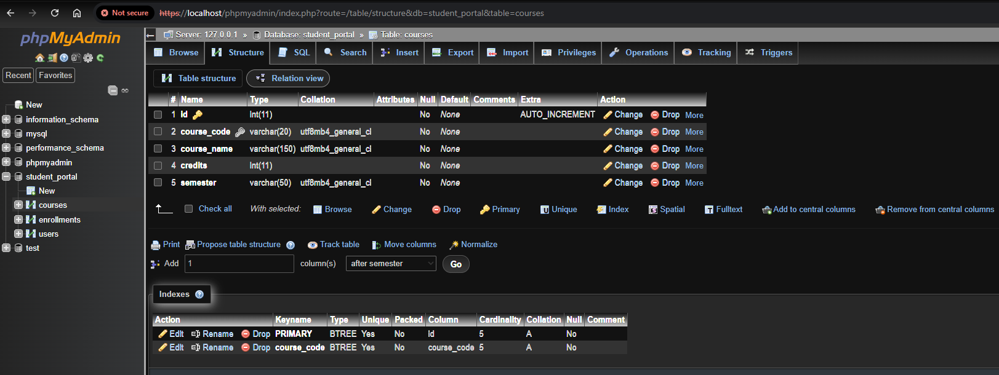 Not secure https://localhost/phpmyadmin/index.php?route=/table/structure&db=student_portal&table=courses
phpMyAdmin
Recent Favorites
New
information_schema
mysql
performance_schema
phpmyadmin
student_portal
New
courses
enrollments
users
test
Server: 127.0.0.1 » Database: student_portal » Table: courses
Browse Structure SQL Search Insert Export Import Privileges Operations Tracking Triggers
Table structure Relation view
# Name Type Collation Attributes Null Default Comments Extra Action
1 id int(11) No None AUTO_INCREMENT Change Drop More
2 course_code varchar(20) utf8mb4_general_ci No None Change Drop More
3 course_name varchar(150) utf8mb4_general_ci No None Change Drop More
4 credits int(11) No None Change Drop More
5 semester varchar(50) utf8mb4_general_ci No None Change Drop More
Check all With selected: Browse Change Drop Primary Unique Index Spatial Fulltext Add to central columns Remove from central columns
Print Propose table structure Track table Move columns Normalize
Add 1 column(s) after semester Go
Indexes
Action Keyname Type Unique Packed Column Cardinality Collation Null Comment
Edit Rename Drop PRIMARY BTREE Yes No id 5 A No
Edit Rename Drop course_code BTREE Yes No course_code 5 A No